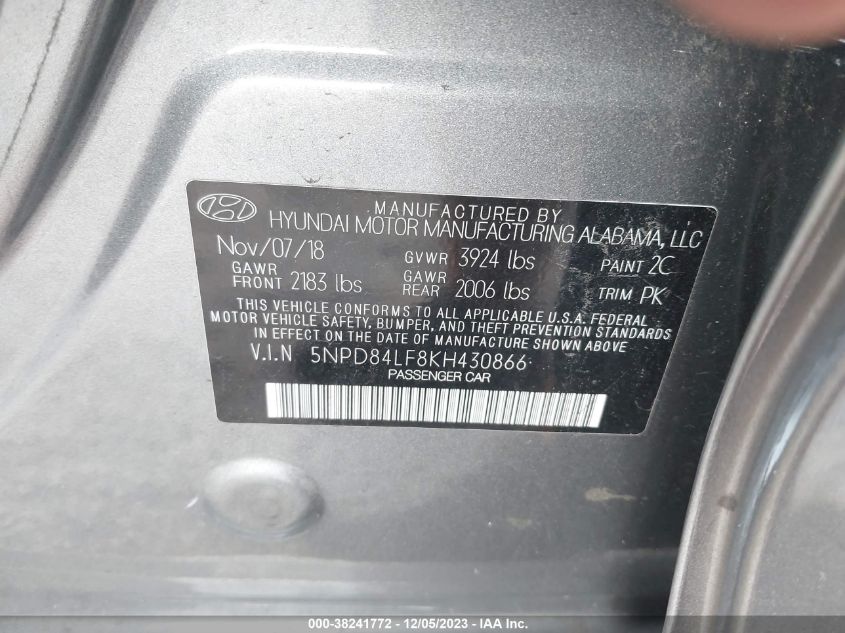 MANUFACTURED BY
HYUNDAI MOTOR MANUFACTURING ALABAMA, LLC
Nov/07/18 GVWR 3924 lbs PAINT 2C
GAWR FRONT 2183 lbs GAWR REAR 2006 lbs TRIM PK
THIS VEHICLE CONFORMS TO ALL APPLICABLE U.S.A. FEDERAL
MOTOR VEHICLE SAFETY, BUMPER, AND THEFT PREVENTION STANDARDS
IN EFFECT ON THE DATE OF MANUFACTURE SHOWN ABOVE
V.I.N 5NPD84LF8KH430866
PASSENGER CAR
000-38241772 - 12/05/2023 - IAA Inc.